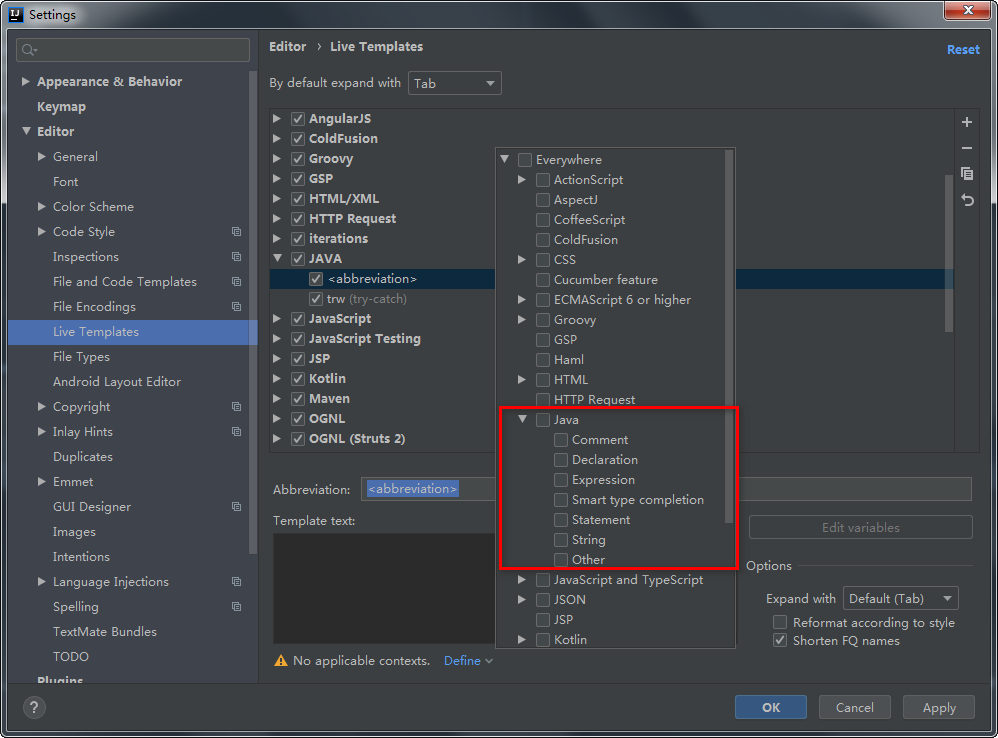 Settings
Editor › Live Templates
Reset
By default expand with Tab
Appearance & Behavior
Keymap
Editor
General
Font
Color Scheme
Code Style
Inspections
File and Code Templates
File Encodings
Live Templates
File Types
Android Layout Editor
Copyright
Inlay Hints
Duplicates
Emmet
GUI Designer
Images
Intentions
Language Injections
Spelling
TextMate Bundles
TODO
Plugins
AngularJS
ColdFusion
Groovy
GSP
HTML/XML
HTTP Request
iterations
JAVA
<abbreviation>
trw (try-catch)
JavaScript
JavaScript Testing
JSP
Kotlin
Maven
OGNL
OGNL (Struts 2)
Everywhere
ActionScript
AspectJ
CoffeeScript
ColdFusion
CSS
Cucumber feature
ECMAScript 6 or higher
Groovy
GSP
Haml
HTML
HTTP Request
Java
Comment
Declaration
Expression
Smart type completion
Statement
String
Other
JavaScript and TypeScript
JSON
JSP
Kotlin
Abbreviation: <abbreviation>
Template text:
Edit variables
Options
Expand with Default (Tab)
Reformat according to style
Shorten FQ names
No applicable contexts. Define
?
OK
Cancel
Apply